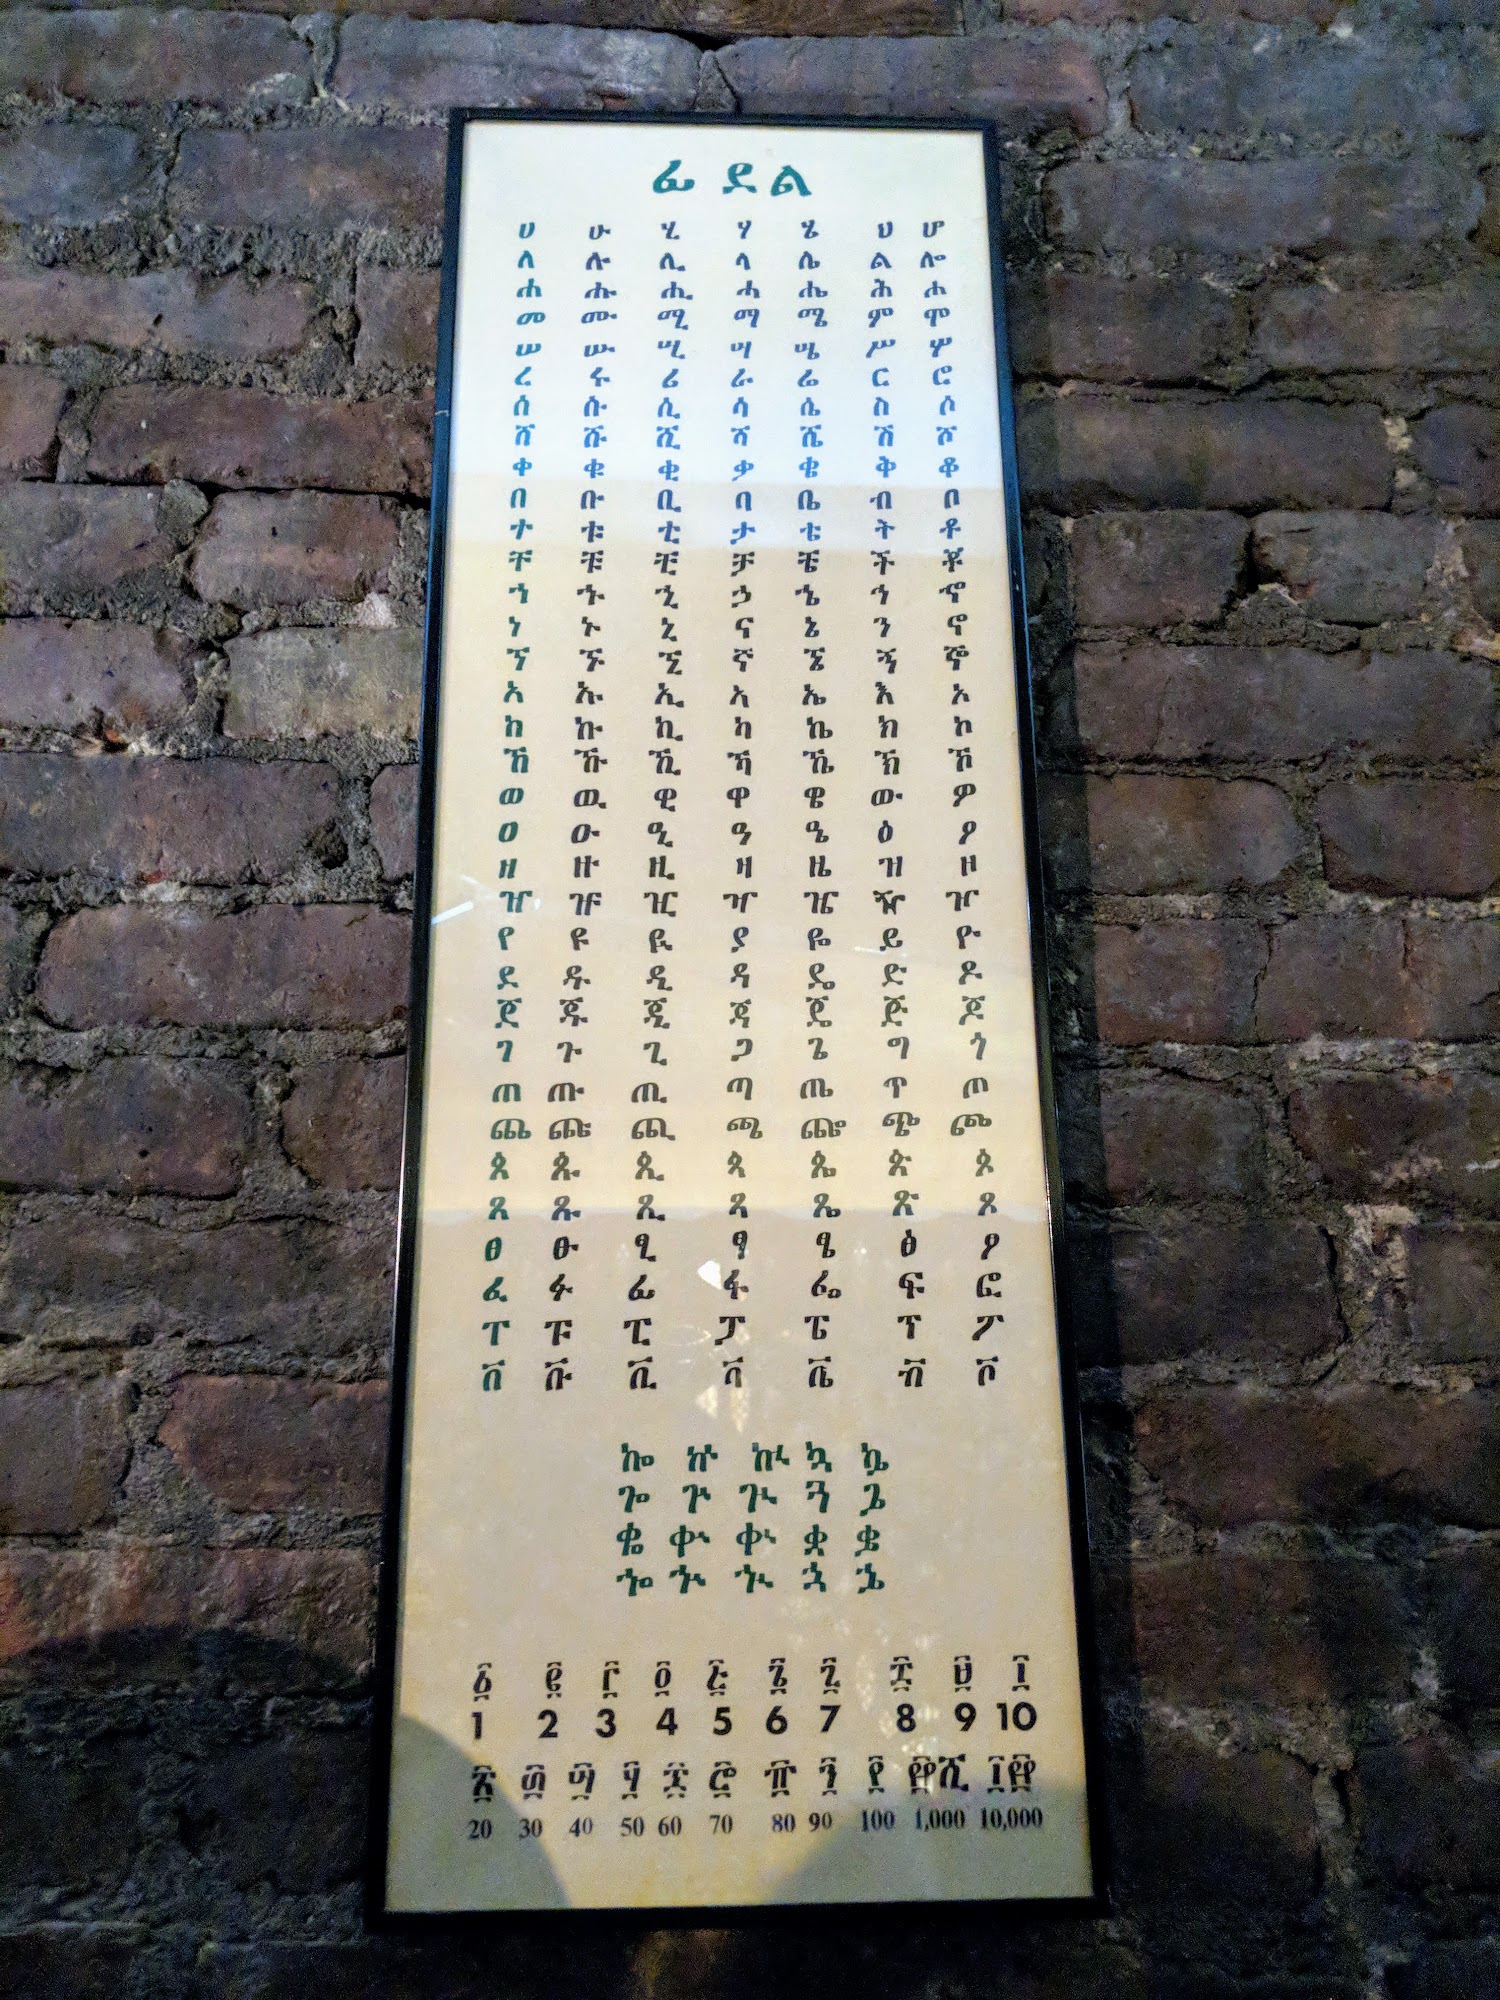 ፊደል
ሀ ሁ ሂ ሃ ሄ ህ ሆ
ለ ሉ ሊ ላ ሌ ል ሎ
ሐ ሑ ሒ ሓ ሔ ሕ ሖ
መ ሙ ሚ ማ ሜ ም ሞ
ሠ ሡ ሢ ሣ ሤ ሥ ሦ
ረ ሩ ሪ ራ ሬ ር ሮ
ሰ ሱ ሲ ሳ ሴ ስ ሶ
ሸ ሹ ሺ ሻ ሼ ሽ ሾ
ቀ ቁ ቂ ቃ ቄ ቅ ቆ
በ ቡ ቢ ባ ቤ ብ ቦ
ተ ቱ ቲ ታ ቴ ት ቶ
ቸ ቹ ቺ ቻ ቼ ች ቾ
ኀ ኁ ኂ ኃ ኄ ኅ ኆ
ነ ኑ ኒ ና ኔ ን ኖ
ኘ ኙ ኚ ኛ ኜ ኝ ኞ
አ ኡ ኢ ኣ ኤ እ ኦ
ከ ኩ ኪ ካ ኬ ክ ኮ
ኸ ኹ ኺ ኻ ኼ ኽ ኾ
ወ ዉ ዊ ዋ ዌ ው ዎ
ዐ ዑ ዒ ዓ ዔ ዕ ዖ
ዘ ዙ ዚ ዛ ዜ ዝ ዞ
ዠ ዡ ዢ ዣ ዤ ዥ ዦ
የ ዩ ዪ ያ ዬ ይ ዮ
ደ ዱ ዲ ዳ ዴ ድ ዶ
ጀ ጁ ጂ ጃ ጄ ጅ ጆ
ገ ጉ ጊ ጋ ጌ ግ ጎ
ጠ ጡ ጢ ጣ ጤ ጥ ጦ
ጨ ጩ ጪ ጫ ጬ ጭ ጮ
ጰ ጱ ጲ ጳ ጴ ጵ ጶ
ጸ ጹ ጺ ጻ ጼ ጽ ጾ
ፀ ፁ ፂ ፃ ፄ ፅ ፆ
ፈ ፉ ፊ ፋ ፌ ፍ ፎ
ፐ ፑ ፒ ፓ ፔ ፕ ፖ
ቨ ቩ ቪ ቫ ቬ ቭ ቮ
ኰ ኵ ኲ ኳ ኴ
ጐ ጕ ጒ ጓ ጔ
ቈ ቍ ቊ ቋ ቌ
ኈ ኍ ኊ ኋ ኌ
፩ ፪ ፫ ፬ ፭ ፮ ፯ ፰ ፱ ፲
1 2 3 4 5 6 7 8 9 10
፳ ፴ ፵ ፶ ፷ ፸ ፹ ፺ ፻ ፲፻
20 30 40 50 60 70 80 90 100 1,000 10,000